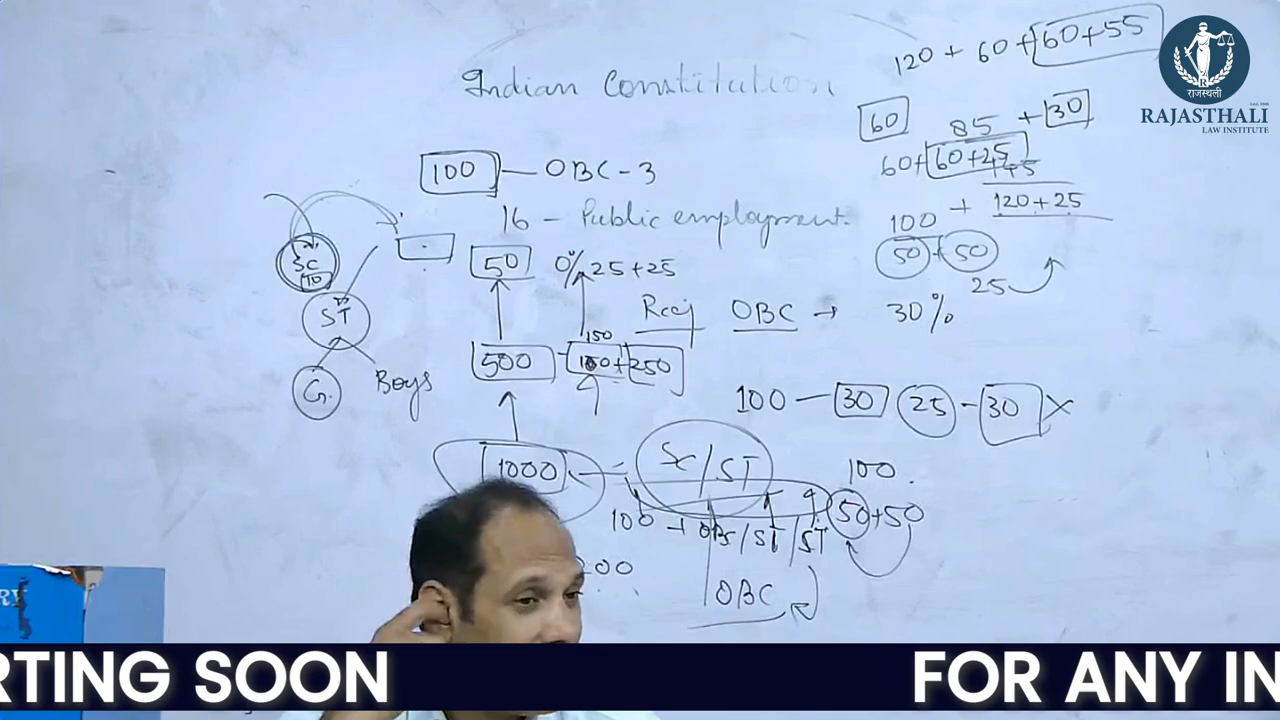 Indian Constitution
120 + 60 + 60+55
राजस्थली
RAJASTHALI
LAW INSTITUTE
60
85 + 30
60+ 60+25
100 - OBC - 3
16 - Public employment.
100 + 120+25
SC
10
50 0% 25+25
50 + 50
25
ST
Raj OBC → 30%
150
500 - 100+250
G. Boys
100 - 30 25 - 30 ×
1000 SC/ST
100.
100 + OBC/ST/ST 50+50
OBC
RTING SOON FOR ANY IN